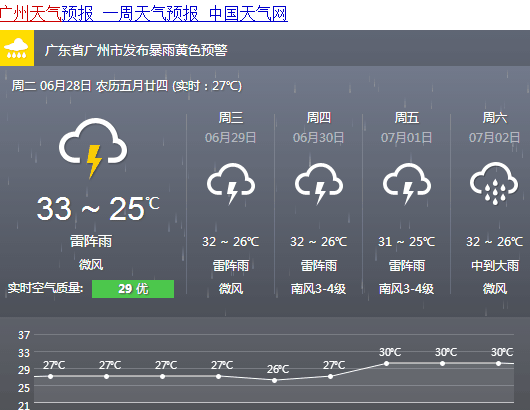 广州天气预报 一周天气预报 中国天气网
广东省广州市发布暴雨黄色预警
周二 06月28日 农历五月廿四 (实时：27℃)
33 ~ 25℃
雷阵雨
微风
实时空气质量: 29 优
周三
06月29日
32 ~ 26℃
雷阵雨
微风
周四
06月30日
32 ~ 26℃
雷阵雨
南风3-4级
周五
07月01日
31 ~ 25℃
雷阵雨
南风3-4级
周六
07月02日
32 ~ 26℃
中到大雨
微风
37
33
29
25
21
27℃ 27℃ 27℃ 27℃ 26℃ 27℃ 30℃ 30℃ 30℃